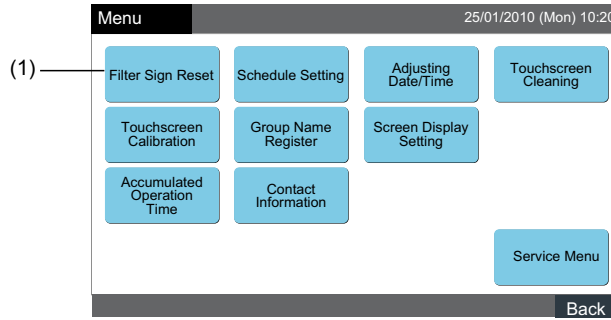 Menu 25/01/2010 (Mon) 10:20
(1)
Filter Sign Reset
Schedule Setting
Adjusting
Date/Time
Touchscreen
Cleaning
Touchscreen
Calibration
Group Name
Register
Screen Display
Setting
Accumulated
Operation
Time
Contact
Information
Service Menu
Back